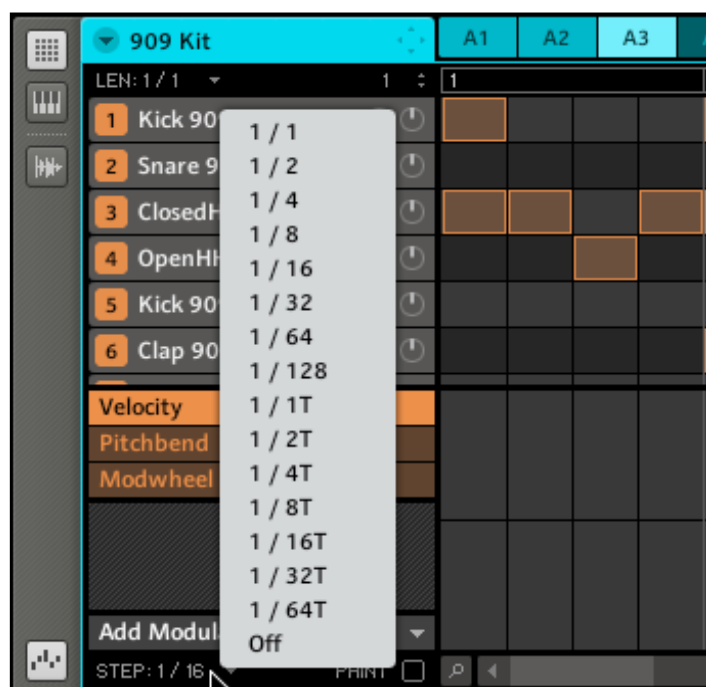 909 Kit
A1 A2 A3
LEN: 1 / 1 1 1
1 Kick 90
2 Snare 9
3 ClosedH
4 OpenHH
5 Kick 90
6 Clap 90
Velocity
Pitchbend
Modwheel
Add Modul
STEP: 1 / 16 PRINT
1 / 1
1 / 2
1 / 4
1 / 8
1 / 16
1 / 32
1 / 64
1 / 128
1 / 1T
1 / 2T
1 / 4T
1 / 8T
1 / 16T
1 / 32T
1 / 64T
Off